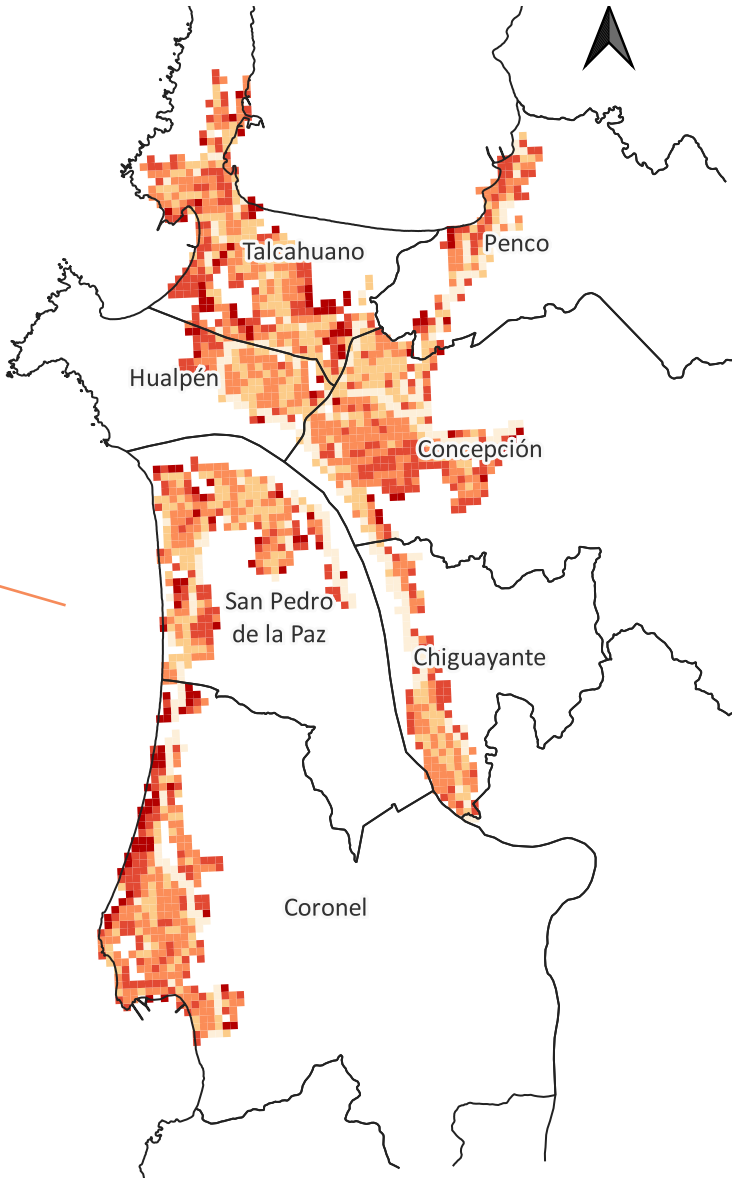 Talcahuano
Penco
Hualpén
Concepción
San Pedro
de la Paz
Chiguayante
Coronel